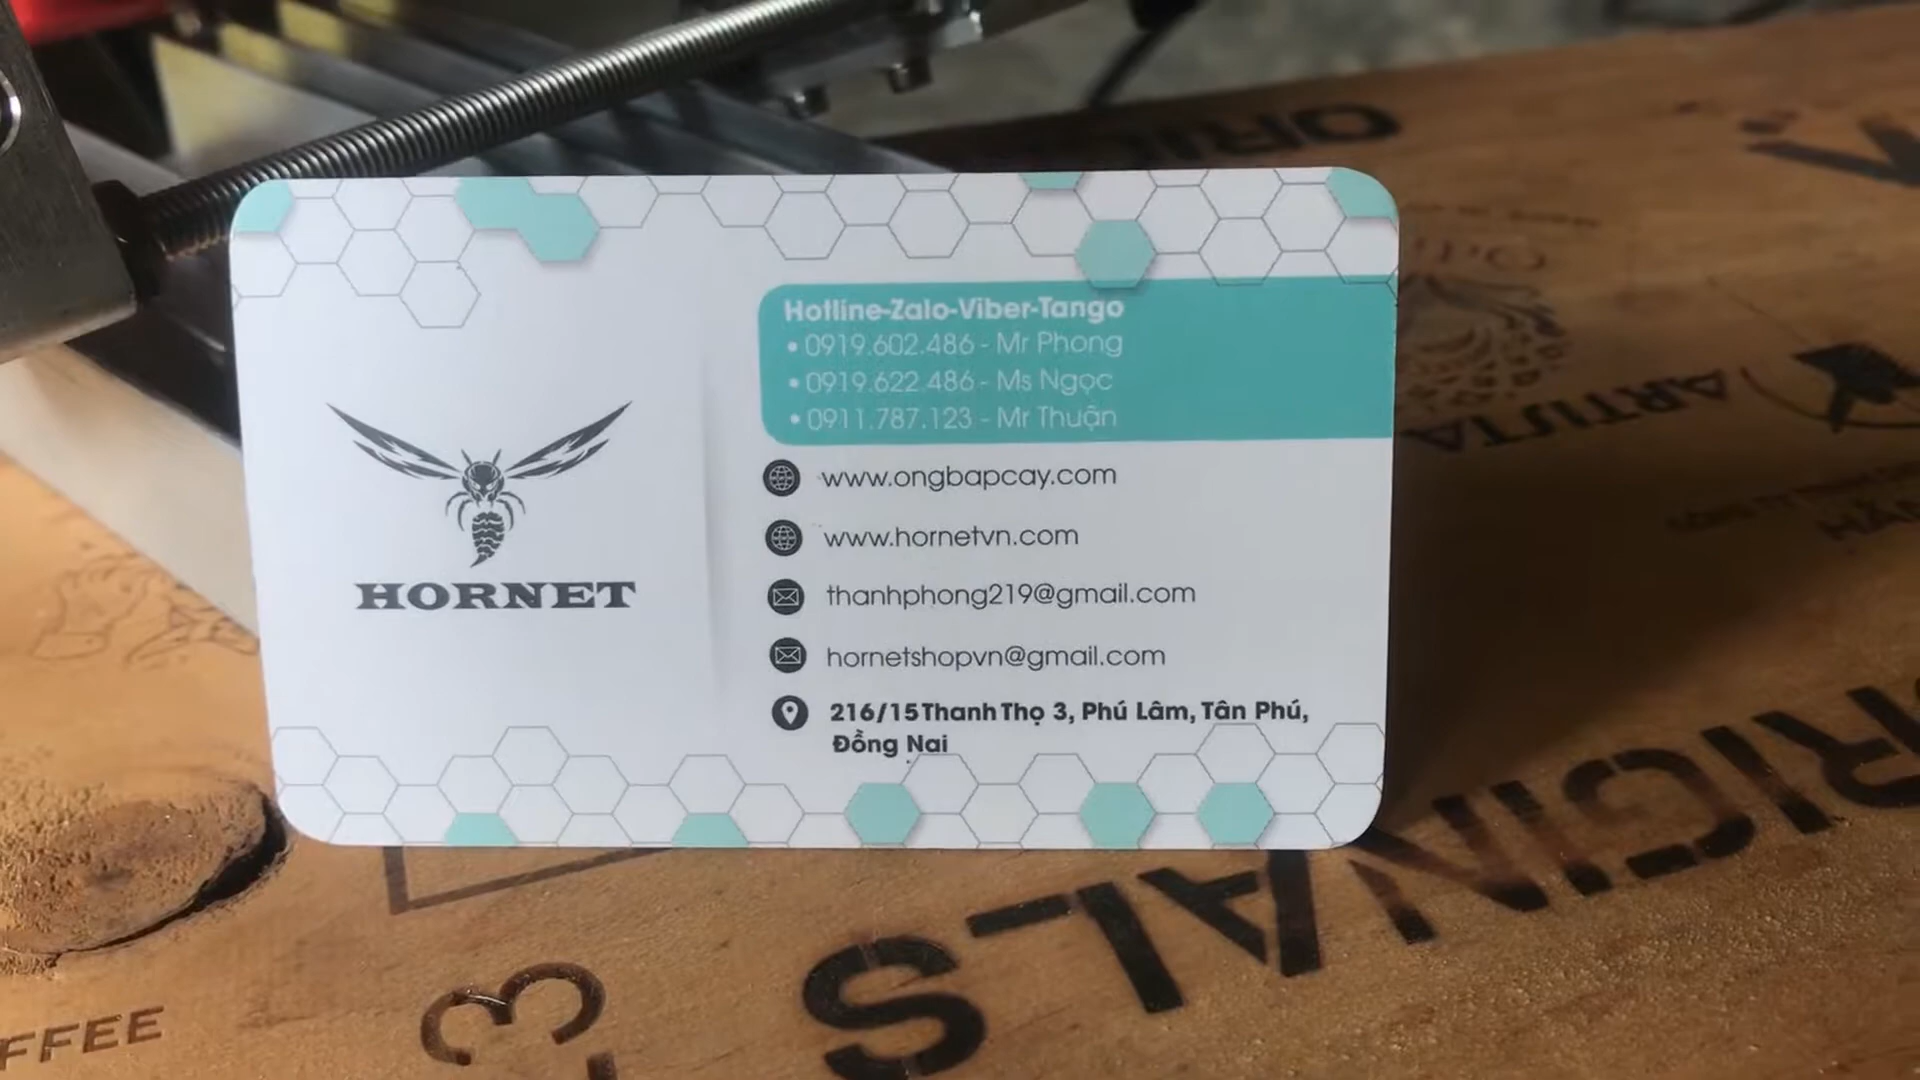 HORNET
Hotline-Zalo-Viber-Tango
• 0919.602.486 - Mr Phong
• 0919.622.486 - Ms Ngọc
• 0911.787.123 - Mr Thuận
www.ongbapcay.com
www.hornetvn.com
thanhphong219@gmail.com
hornetshopvn@gmail.com
216/15 Thanh Thọ 3, Phú Lâm, Tân Phú,
Đồng Nai
ORIGINALS
ARTISTA
FFEE
3